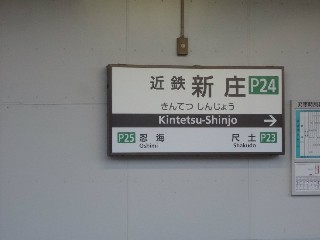 近鉄新庄 P24
きんてつ しんじょう
Kintetsu-Shinjo →
P25 忍海 尺土 P23
Oshimi Shakudo